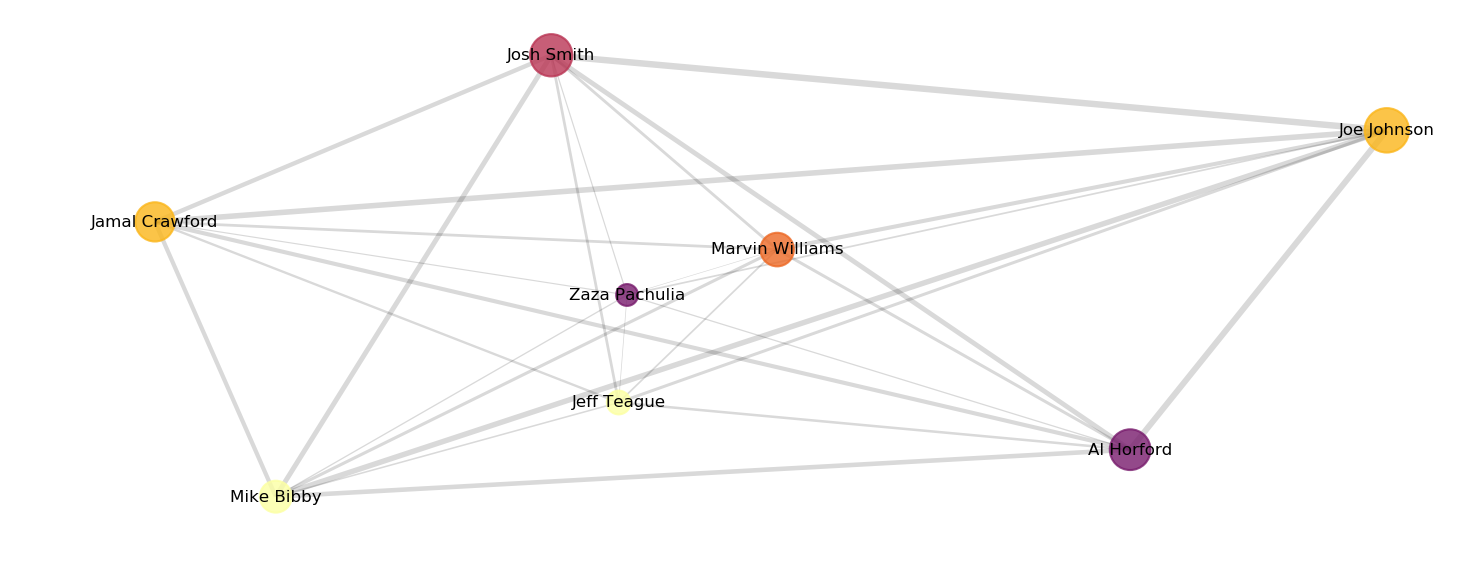 Josh Smith
Joe Johnson
Jamal Crawford
Marvin Williams
Zaza Pachulia
Jeff Teague
Al Horford
Mike Bibby